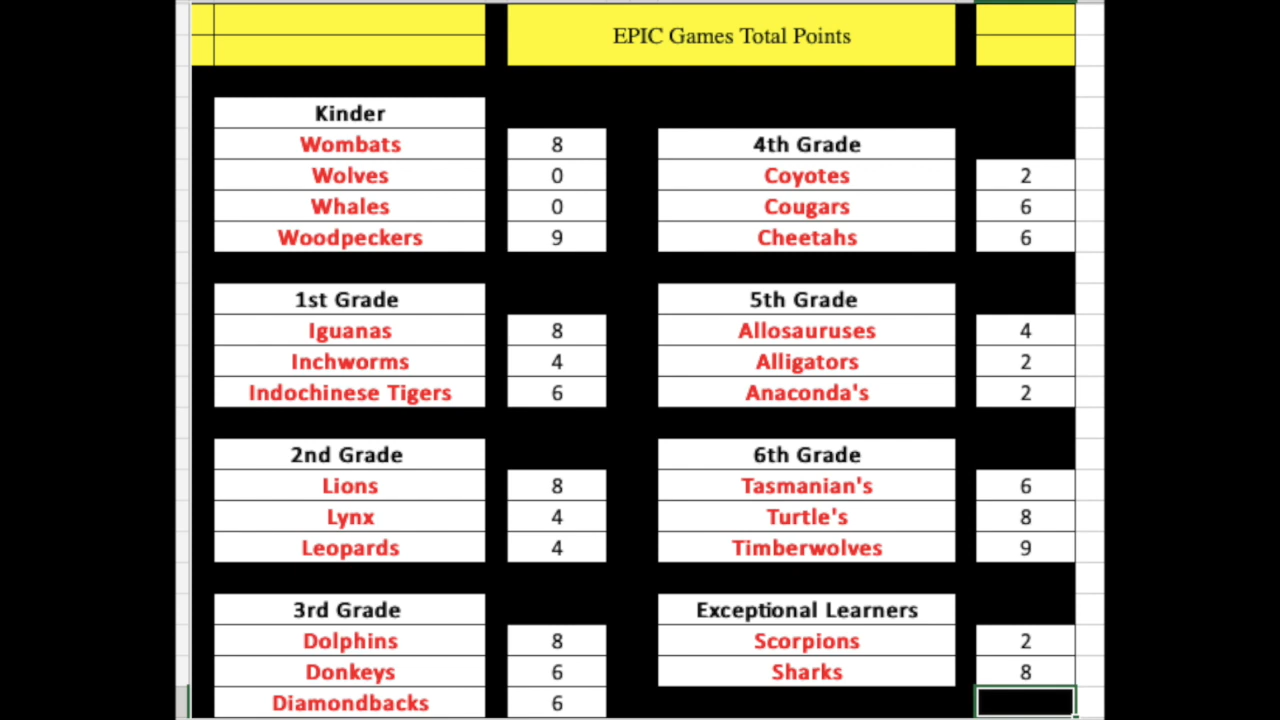 EPIC Games Total Points
Kinder
Wombats 8
Wolves 0
Whales 0
Woodpeckers 9
1st Grade
Iguanas 8
Inchworms 4
Indochinese Tigers 6
2nd Grade
Lions 8
Lynx 4
Leopards 4
3rd Grade
Dolphins 8
Donkeys 6
Diamondbacks 6
4th Grade
Coyotes 2
Cougars 6
Cheetahs 6
5th Grade
Allosauruses 4
Alligators 2
Anaconda's 2
6th Grade
Tasmanian's 6
Turtle's 8
Timberwolves 9
Exceptional Learners
Scorpions 2
Sharks 8